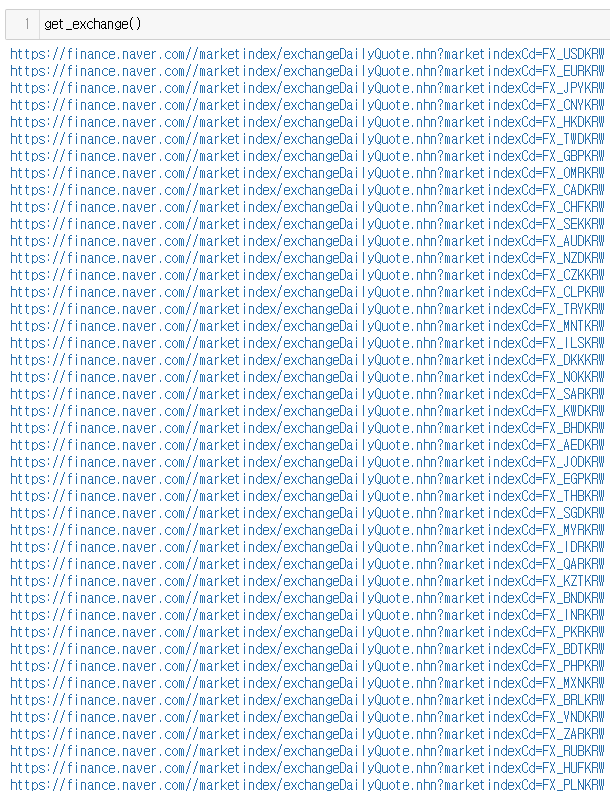 1 get_exchange()
https://finance.naver.com//marketindex/exchangeDailyQuote.nhn?marketindexCd=FX_USDKRW
https://finance.naver.com//marketindex/exchangeDailyQuote.nhn?marketindexCd=FX_EURKRW
https://finance.naver.com//marketindex/exchangeDailyQuote.nhn?marketindexCd=FX_JPYKRW
https://finance.naver.com//marketindex/exchangeDailyQuote.nhn?marketindexCd=FX_CNYKRW
https://finance.naver.com//marketindex/exchangeDailyQuote.nhn?marketindexCd=FX_HKDKRW
https://finance.naver.com//marketindex/exchangeDailyQuote.nhn?marketindexCd=FX_TWDKRW
https://finance.naver.com//marketindex/exchangeDailyQuote.nhn?marketindexCd=FX_GBPKRW
https://finance.naver.com//marketindex/exchangeDailyQuote.nhn?marketindexCd=FX_OMRKRW
https://finance.naver.com//marketindex/exchangeDailyQuote.nhn?marketindexCd=FX_CADKRW
https://finance.naver.com//marketindex/exchangeDailyQuote.nhn?marketindexCd=FX_CHFKRW
https://finance.naver.com//marketindex/exchangeDailyQuote.nhn?marketindexCd=FX_SEKKRW
https://finance.naver.com//marketindex/exchangeDailyQuote.nhn?marketindexCd=FX_AUDKRW
https://finance.naver.com//marketindex/exchangeDailyQuote.nhn?marketindexCd=FX_NZDKRW
https://finance.naver.com//marketindex/exchangeDailyQuote.nhn?marketindexCd=FX_CZKKRW
https://finance.naver.com//marketindex/exchangeDailyQuote.nhn?marketindexCd=FX_CLPKRW
https://finance.naver.com//marketindex/exchangeDailyQuote.nhn?marketindexCd=FX_TRYKRW
https://finance.naver.com//marketindex/exchangeDailyQuote.nhn?marketindexCd=FX_MNTKRW
https://finance.naver.com//marketindex/exchangeDailyQuote.nhn?marketindexCd=FX_ILSKRW
https://finance.naver.com//marketindex/exchangeDailyQuote.nhn?marketindexCd=FX_DKKKRW
https://finance.naver.com//marketindex/exchangeDailyQuote.nhn?marketindexCd=FX_NOKKRW
https://finance.naver.com//marketindex/exchangeDailyQuote.nhn?marketindexCd=FX_SARKRW
https://finance.naver.com//marketindex/exchangeDailyQuote.nhn?marketindexCd=FX_KWDKRW
https://finance.naver.com//marketindex/exchangeDailyQuote.nhn?marketindexCd=FX_BHDKRW
https://finance.naver.com//marketindex/exchangeDailyQuote.nhn?marketindexCd=FX_AEDKRW
https://finance.naver.com//marketindex/exchangeDailyQuote.nhn?marketindexCd=FX_JODKRW
https://finance.naver.com//marketindex/exchangeDailyQuote.nhn?marketindexCd=FX_EGPKRW
https://finance.naver.com//marketindex/exchangeDailyQuote.nhn?marketindexCd=FX_THBKRW
https://finance.naver.com//marketindex/exchangeDailyQuote.nhn?marketindexCd=FX_SGDKRW
https://finance.naver.com//marketindex/exchangeDailyQuote.nhn?marketindexCd=FX_MYRKRW
https://finance.naver.com//marketindex/exchangeDailyQuote.nhn?marketindexCd=FX_IDRKRW
https://finance.naver.com//marketindex/exchangeDailyQuote.nhn?marketindexCd=FX_QARKRW
https://finance.naver.com//marketindex/exchangeDailyQuote.nhn?marketindexCd=FX_KZTKRW
https://finance.naver.com//marketindex/exchangeDailyQuote.nhn?marketindexCd=FX_BNDKRW
https://finance.naver.com//marketindex/exchangeDailyQuote.nhn?marketindexCd=FX_INRKRW
https://finance.naver.com//marketindex/exchangeDailyQuote.nhn?marketindexCd=FX_PKRKRW
https://finance.naver.com//marketindex/exchangeDailyQuote.nhn?marketindexCd=FX_BDTKRW
https://finance.naver.com//marketindex/exchangeDailyQuote.nhn?marketindexCd=FX_PHPKRW
https://finance.naver.com//marketindex/exchangeDailyQuote.nhn?marketindexCd=FX_MXNKRW
https://finance.naver.com//marketindex/exchangeDailyQuote.nhn?marketindexCd=FX_BRLKRW
https://finance.naver.com//marketindex/exchangeDailyQuote.nhn?marketindexCd=FX_VNDKRW
https://finance.naver.com//marketindex/exchangeDailyQuote.nhn?marketindexCd=FX_ZARKRW
https://finance.naver.com//marketindex/exchangeDailyQuote.nhn?marketindexCd=FX_RUBKRW
https://finance.naver.com//marketindex/exchangeDailyQuote.nhn?marketindexCd=FX_HUFKRW
https://finance.naver.com//marketindex/exchangeDailyQuote.nhn?marketindexCd=FX_PLNKRW